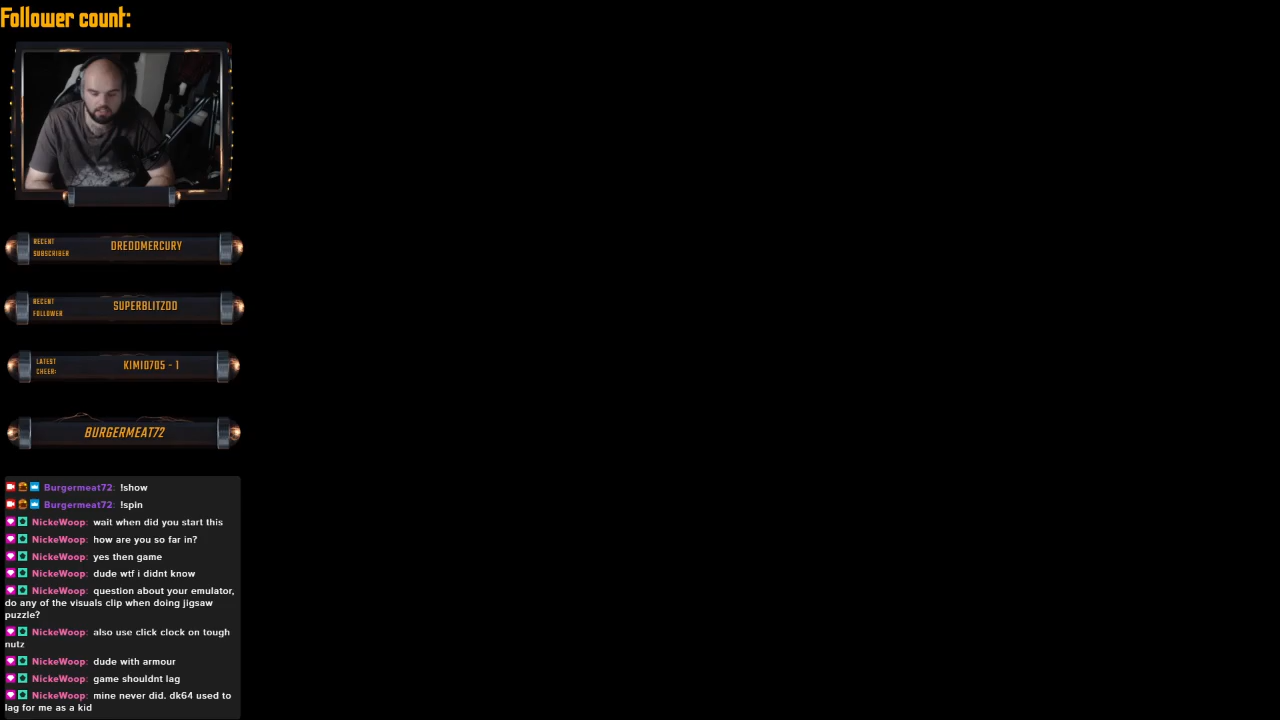 Follower count:
RECENT
SUBSCRIBER
DREDDMERCURY
RECENT
FOLLOWER
SUPERBLITZDD
LATEST
CHEER:
KIMI0705 - 1
BURGERMEAT72
Burgermeat72: !show
Burgermeat72: !spin
NickeWoop: wait when did you start this
NickeWoop: how are you so far in?
NickeWoop: yes then game
NickeWoop: dude wtf i didnt know
NickeWoop: question about your emulator,
do any of the visuals clip when doing jigsaw
puzzle?
NickeWoop: also use click clock on tough
nutz
NickeWoop: dude with armour
NickeWoop: game shouldnt lag
NickeWoop: mine never did. dk64 used to
lag for me as a kid